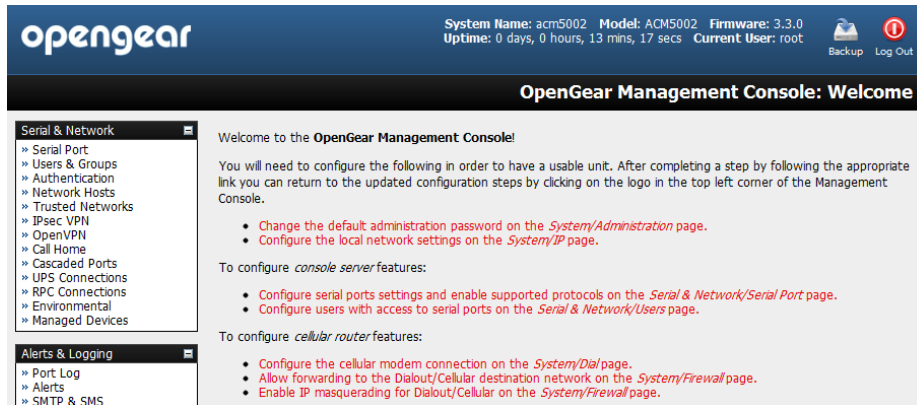 opengear
System Name: acm5002 Model: ACM5002 Firmware: 3.3.0
Uptime: 0 days, 0 hours, 13 mins, 17 secs Current User: root
Backup
Log Out
OpenGear Management Console: Welcome
Serial & Network
» Serial Port
» Users & Groups
» Authentication
» Network Hosts
» Trusted Networks
» IPsec VPN
» OpenVPN
» Call Home
» Cascaded Ports
» UPS Connections
» RPC Connections
» Environmental
» Managed Devices
Alerts & Logging
» Port Log
» Alerts
» SMTP & SMS
Welcome to the OpenGear Management Console!
You will need to configure the following in order to have a usable unit. After completing a step by following the appropriate
link you can return to the updated configuration steps by clicking on the logo in the top left corner of the Management
Console.
• Change the default administration password on the System/Administration page.
• Configure the local network settings on the System/IP page.
To configure console server features:
• Configure serial ports settings and enable supported protocols on the Serial & Network/Serial Port page.
• Configure users with access to serial ports on the Serial & Network/Users page.
To configure cellular router features:
• Configure the cellular modem connection on the System/Dial page.
• Allow forwarding to the Dialout/Cellular destination network on the System/Firewall page.
• Enable IP masquerading for Dialout/Cellular on the System/Firewall page.